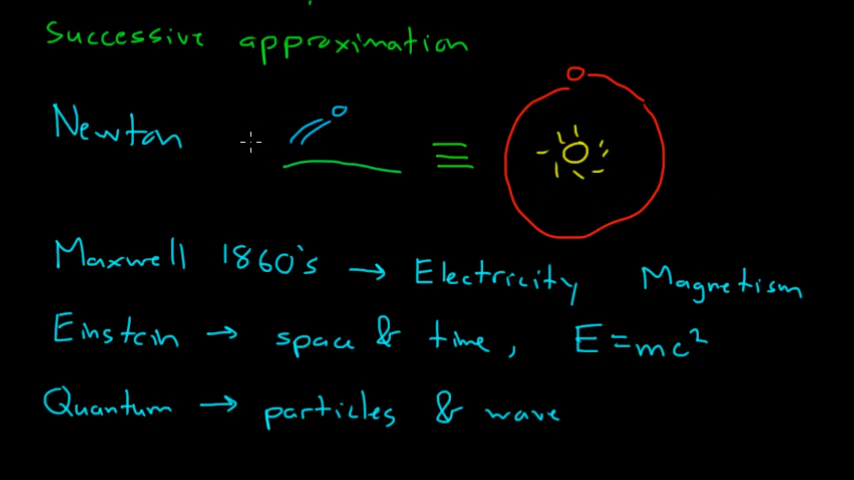 Successive approximation
Newton ≡
Maxwell 1860's → Electricity Magnetism
Einstein → space & time, E=mc²
Quantum → particles & wave